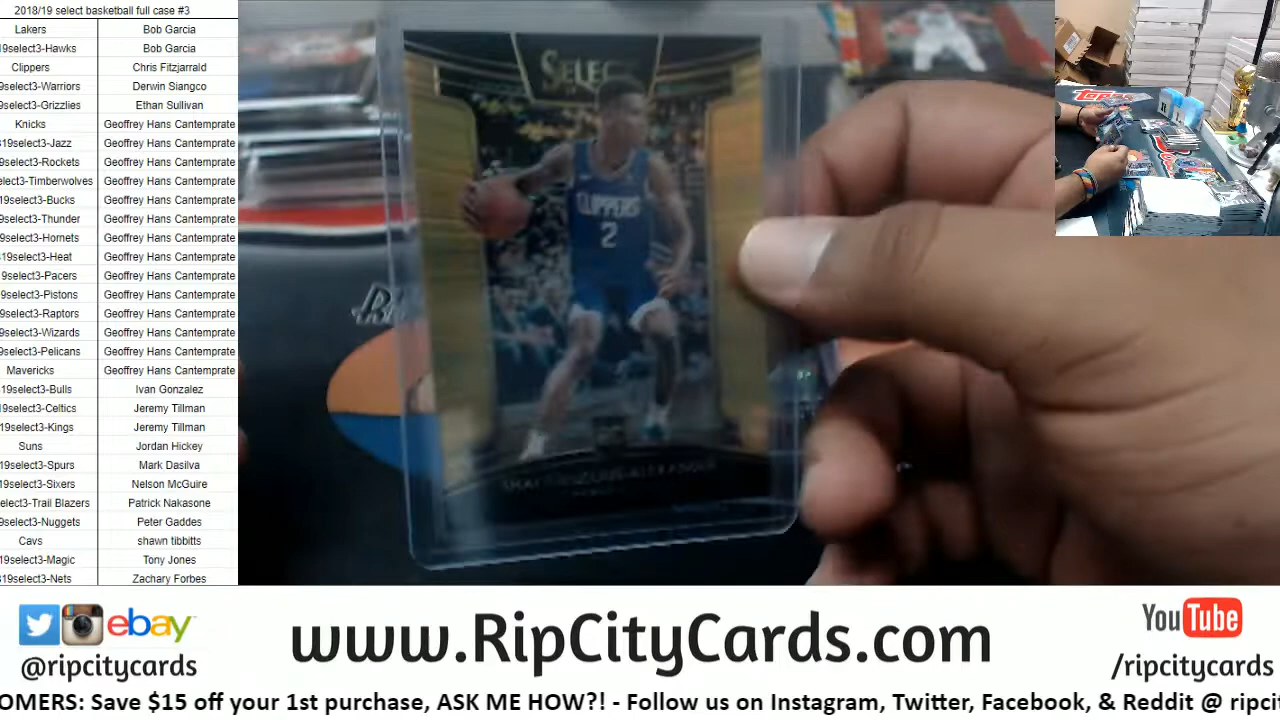 2018/19 select basketball full case #3
Lakers Bob Garcia
19select3-Hawks Bob Garcia
Clippers Chris Fitzjarrald
9select3-Warriors Derwin Siangco
9select3-Grizzlies Ethan Sullivan
Knicks Geoffrey Hans Cantemprate
19select3-Jazz Geoffrey Hans Cantemprate
9select3-Rockets Geoffrey Hans Cantemprate
elect3-Timberwolves Geoffrey Hans Cantemprate
19select3-Bucks Geoffrey Hans Cantemprate
9select3-Thunder Geoffrey Hans Cantemprate
9select3-Hornets Geoffrey Hans Cantemprate
19select3-Heat Geoffrey Hans Cantemprate
9select3-Pacers Geoffrey Hans Cantemprate
9select3-Pistons Geoffrey Hans Cantemprate
9select3-Raptors Geoffrey Hans Cantemprate
9select3-Wizards Geoffrey Hans Cantemprate
9select3-Pelicans Geoffrey Hans Cantemprate
Mavericks Geoffrey Hans Cantemprate
19select3-Bulls Ivan Gonzalez
19select3-Celtics Jeremy Tillman
19select3-Kings Jeremy Tillman
Suns Jordan Hickey
19select3-Spurs Mark Dasilva
19select3-Sixers Nelson McGuire
elect3-Trail Blazers Patrick Nakasone
9select3-Nuggets Peter Gaddes
Cavs shawn tibbitts
19select3-Magic Tony Jones
19select3-Nets Zachary Forbes
SELEC
CLIPPERS
2
Topps
ebay
@ripcitycards
www.RipCityCards.com
YouTube
/ripcitycards
OMERS: Save $15 off your 1st purchase, ASK ME HOW?! - Follow us on Instagram, Twitter, Facebook, & Reddit @ ripcit